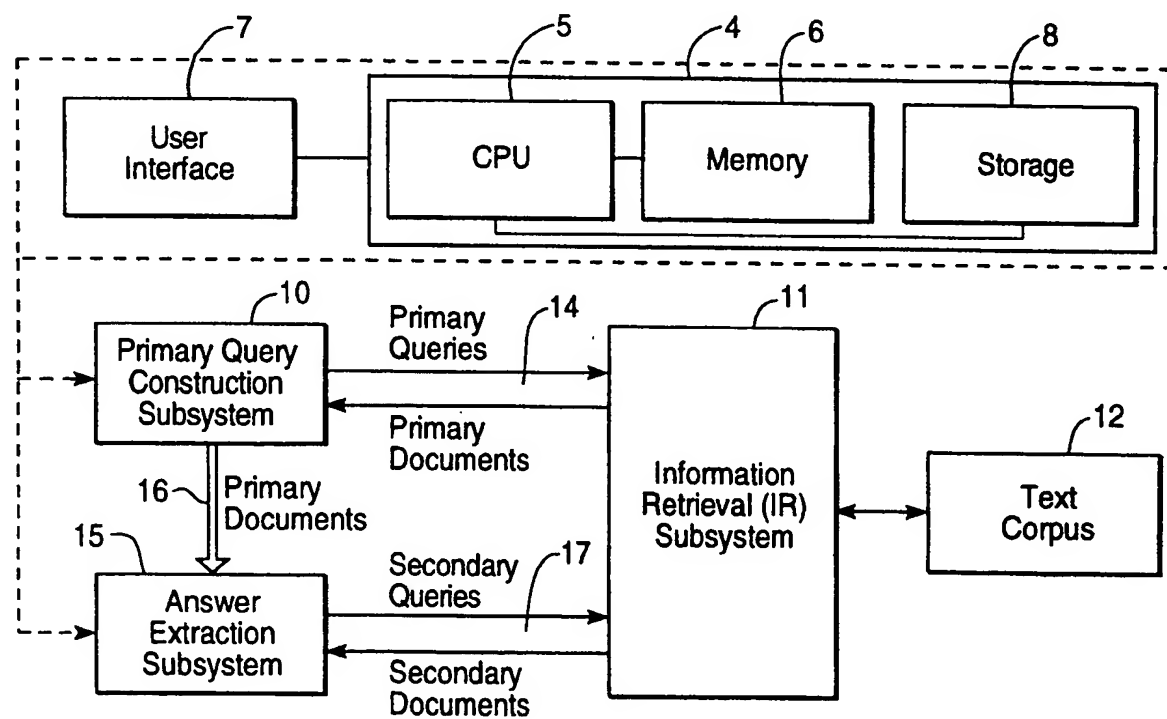 7
5
4
6
8
User
Interface
CPU
Memory
Storage
10
Primary Query
Construction
Subsystem
Primary
Queries
14
Primary
Documents
11
Information
Retrieval (IR)
Subsystem
12
Text
Corpus
16
Primary
Documents
15
Answer
Extraction
Subsystem
Secondary
Queries
17
Secondary
Documents